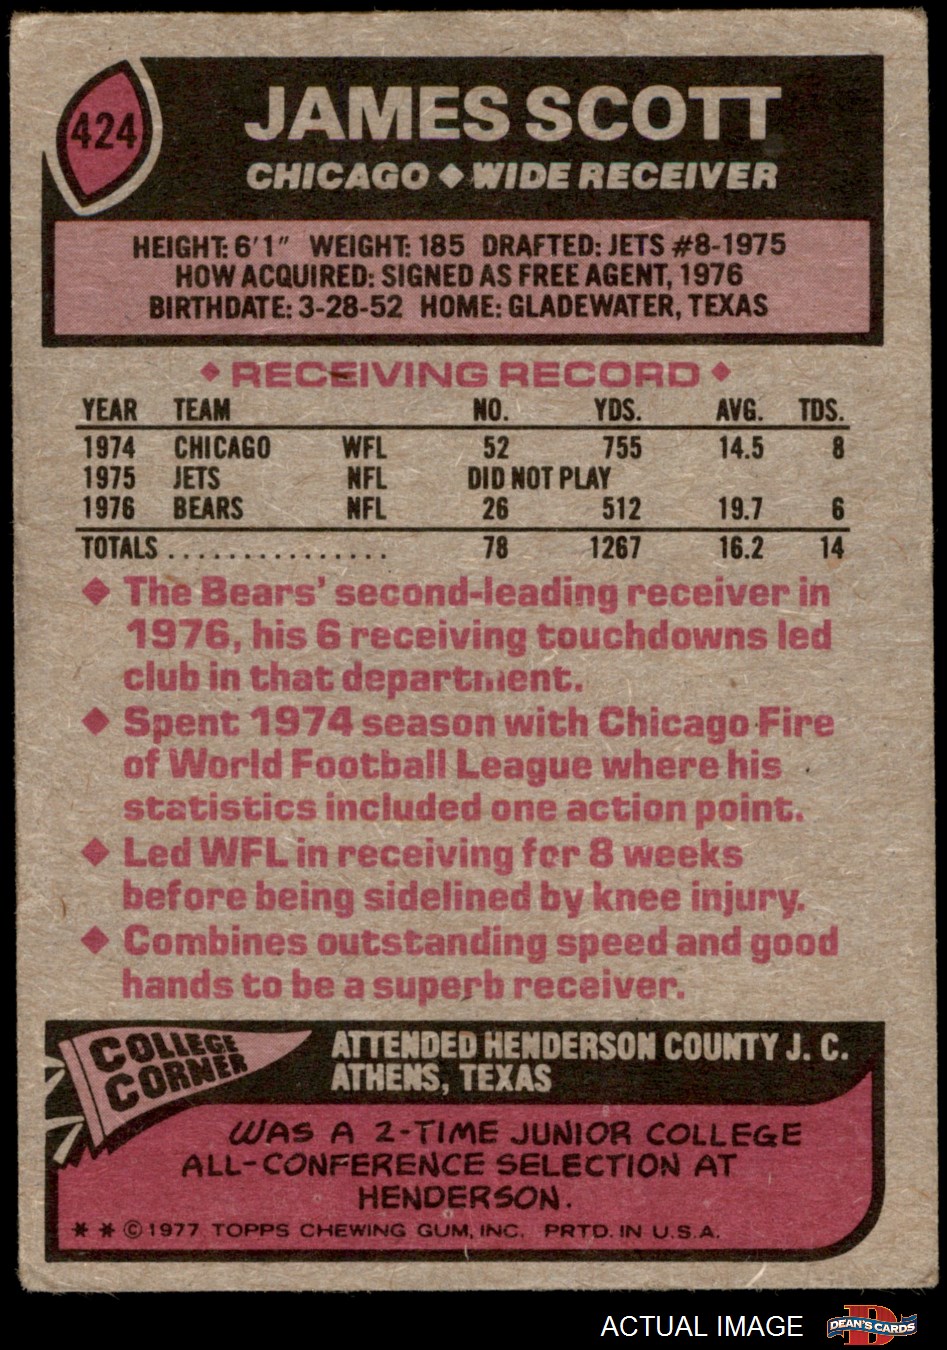 424
JAMES SCOTT
CHICAGO ◆ WIDE RECEIVER
HEIGHT: 6'1" WEIGHT: 185 DRAFTED: JETS #8-1975
HOW ACQUIRED: SIGNED AS FREE AGENT, 1976
BIRTHDATE: 3-28-52 HOME: GLADEWATER, TEXAS
◆ RECEIVING RECORD ◆
YEAR TEAM NO. YDS. AVG. TDS.
1974 CHICAGO WFL 52 755 14.5 8
1975 JETS NFL DID NOT PLAY
1976 BEARS NFL 26 512 19.7 6
TOTALS . . . . . . . . . . . . . . . . 78 1267 16.2 14
◆ The Bears' second-leading receiver in
1976, his 6 receiving touchdowns led
club in that department.
◆ Spent 1974 season with Chicago Fire
of World Football League where his
statistics included one action point.
◆ Led WFL in receiving for 8 weeks
before being sidelined by knee injury.
◆ Combines outstanding speed and good
hands to be a superb receiver.
COLLEGE
CORNER
ATTENDED HENDERSON COUNTY J. C.
ATHENS, TEXAS
WAS A 2-TIME JUNIOR COLLEGE
ALL-CONFERENCE SELECTION AT
HENDERSON.
* * © 1977 TOPPS CHEWING GUM, INC. PRTD. IN U.S.A.
ACTUAL IMAGE
D
DEAN'S CARDS